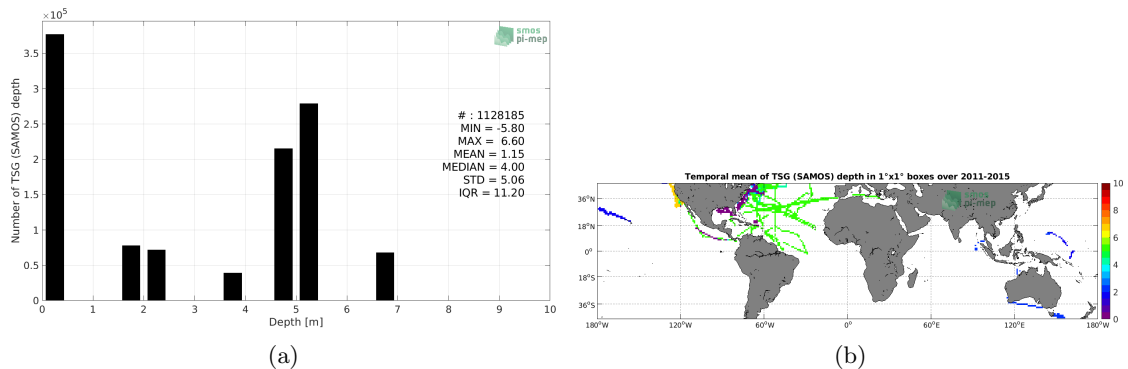 ×10⁵
smos
pi-mep
3.5
3
2.5
2
1.5
1
0.5
0
Number of TSG (SAMOS) depth
# : 1128185
MIN = -5.80
MAX = 6.60
MEAN = 1.15
MEDIAN = 4.00
STD = 5.06
IQR = 11.20
0 1 2 3 4 5 6 7 8 9 10
Depth [m]
(a)
Temporal mean of TSG (SAMOS) depth in 1°x1° boxes over 2011-2015
smos
pi-mep
36°N
18°N
0°
18°S
36°S
180°W 120°W 60°W 0° 60°E 120°E 180°W
10
8
6
4
2
0
(b)